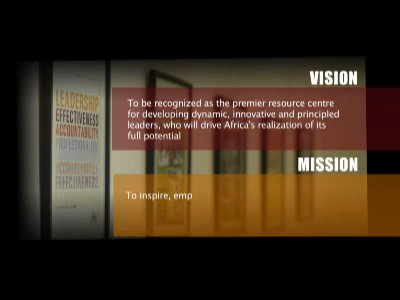 VISION
To be recognized as the premier resource centre
for developing dynamic, innovative and principled
leaders, who will drive Africa's realization of its
full potential
MISSION
To inspire, emp
LEADERSHIP
EFFECTIVENESS
ACCOUNTABILITY
PROFESSIONALISM